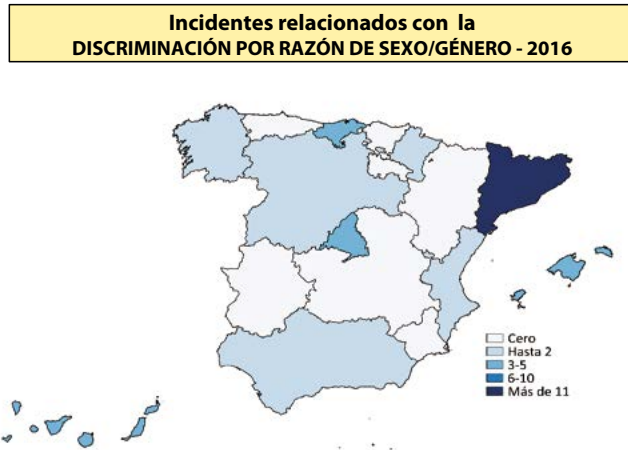 Incidentes relacionados con la
DISCRIMINACIÓN POR RAZÓN DE SEXO/GÉNERO - 2016
Cero
Hasta 2
3-5
6-10
Más de 11